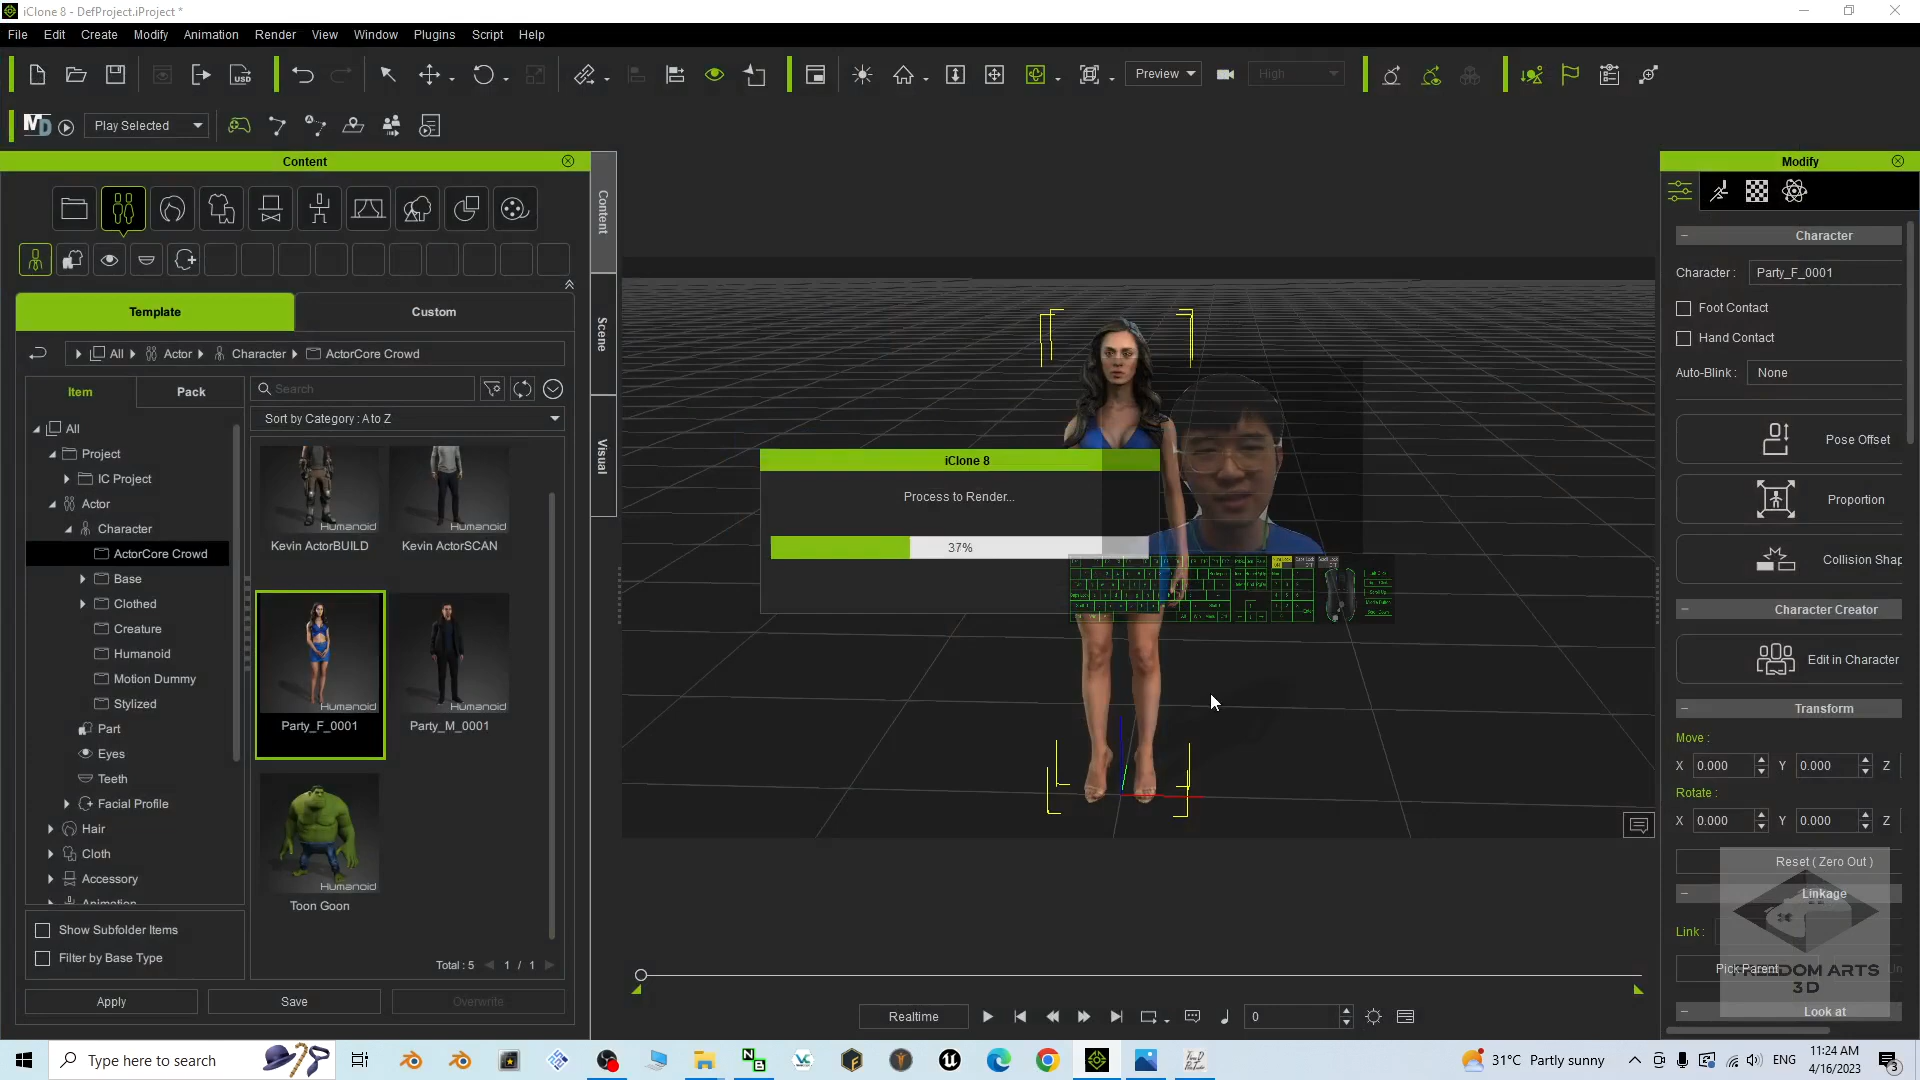 iClone 8 - DefProject.iProject *
File Edit Create Modify Animation Render View Window Plugins Script Help
Preview High
MD Play Selected
Content
Modify
Content
Scene
Visual
Character
Character : Party_F_0001
Foot Contact
Hand Contact
Auto-Blink : None
Pose Offset
Proportion
Collision Shap
Character Creator
Edit in Character
Transform
Move :
X 0.000 Y 0.000 Z
Rotate :
X 0.000 Y 0.000 Z
Reset ( Zero Out )
Linkage
Link :
Pick Parent
FREEDOM ARTS
3D
Look at
Template Custom
All Actor Character ActorCore Crowd
Item Pack
Search
Sort by Category : A to Z
All
Project
IC Project
Actor
Character
ActorCore Crowd
Base
Clothed
Creature
Humanoid
Motion Dummy
Stylized
Part
Eyes
Teeth
Facial Profile
Hair
Cloth
Accessory
Animation
Humanoid Humanoid
Kevin ActorBUILD Kevin ActorSCAN
Humanoid Humanoid
Party_F_0001 Party_M_0001
Humanoid
Toon Goon
Show Subfolder Items
Filter by Base Type
Total : 5 1 / 1
Apply Save Overwrite
iClone 8
Process to Render...
37%
Realtime 0
Type here to search
31°C Partly sunny ENG
11:24 AM
4/16/2023
3